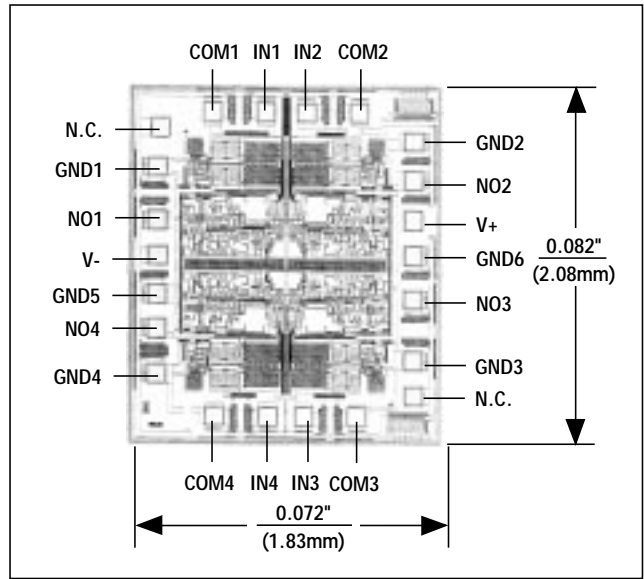 COM1 IN1 IN2 COM2
N.C.
GND1
NO1
V-
GND5
NO4
GND4
GND2
NO2
V+
GND6
NO3
GND3
N.C.
0.082"
(2.08mm)
COM4 IN4 IN3 COM3
0.072"
(1.83mm)